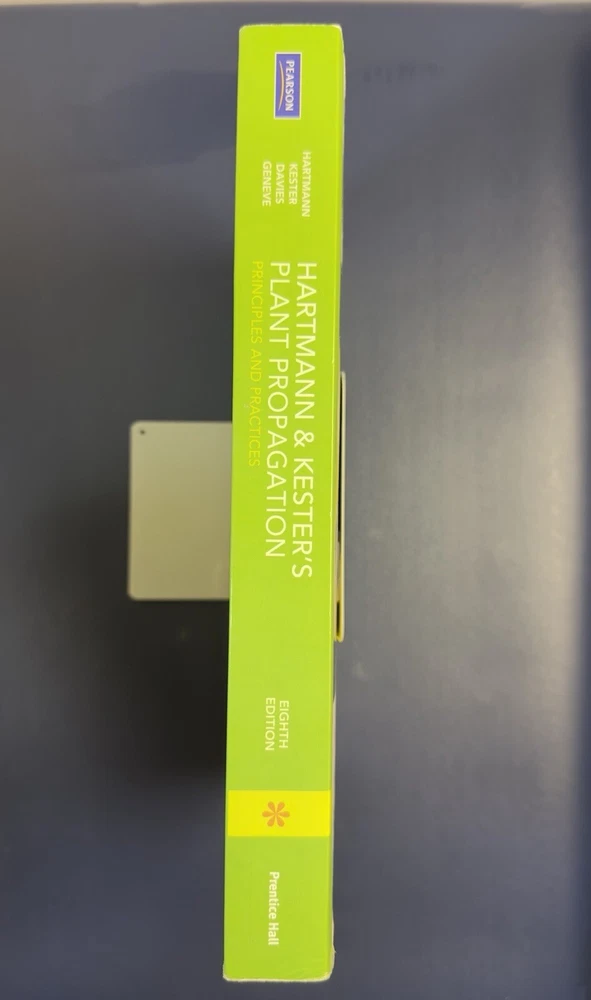 PEARSON
HARTMANN
KESTER
DAVIES
GENEVE
HARTMANN & KESTER'S
PLANT PROPAGATION
PRINCIPLES AND PRACTICES
EIGHTH
EDITION
Prentice Hall